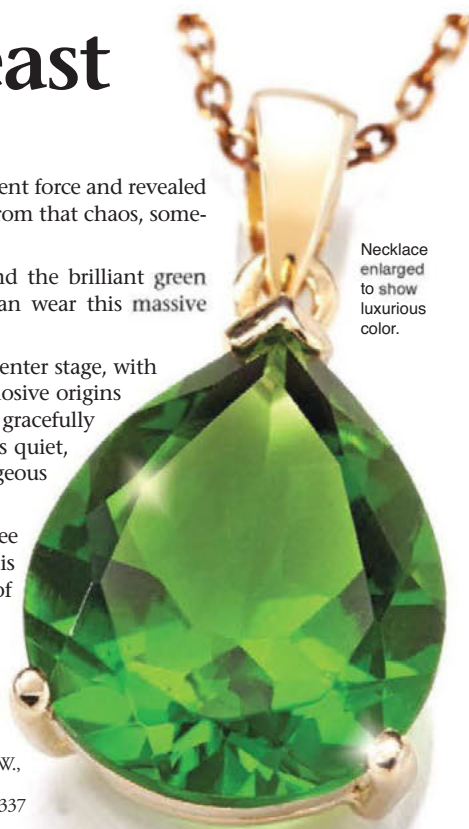 east
ent force and revealed
rom that chaos, some-
nd the brilliant green
an wear this massive
enter stage, with
losive origins
gracefully
s quiet,
geous
ee
is
of
W.,
337
Necklace
enlarged
to show
luxurious
color.